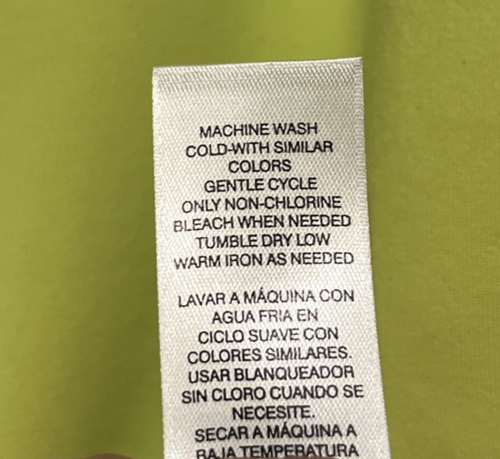 MACHINE WASH
COLD-WITH SIMILAR
COLORS
GENTLE CYCLE
ONLY NON-CHLORINE
BLEACH WHEN NEEDED
TUMBLE DRY LOW
WARM IRON AS NEEDED
LAVAR A MÁQUINA CON
AGUA FRIA EN
CICLO SUAVE CON
COLORES SIMILARES.
USAR BLANQUEADOR
SIN CLORO CUANDO SE
NECESITE.
SECAR A MÁQUINA A
BAJA TEMPERATURA